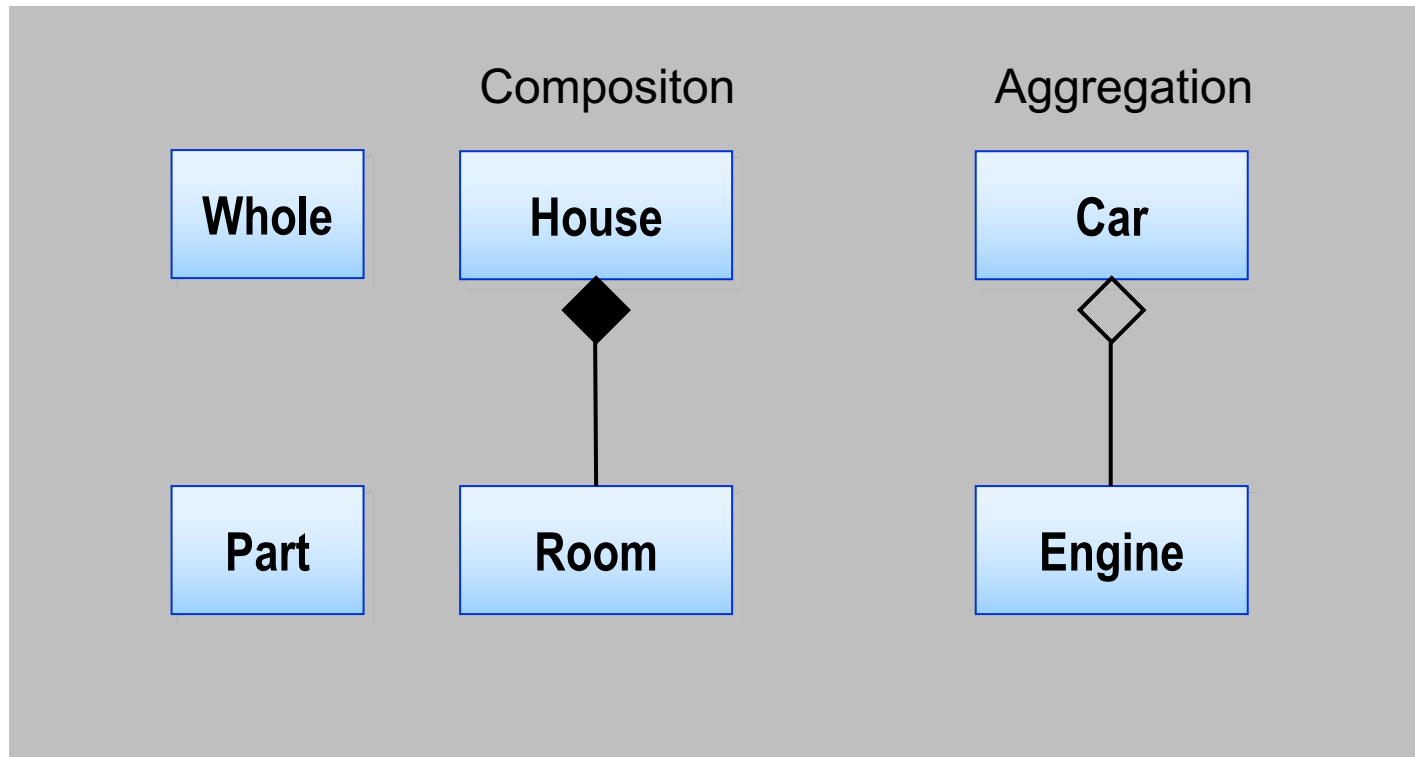 Compositon
Aggregation
Whole
House
Car
Part
Room
Engine